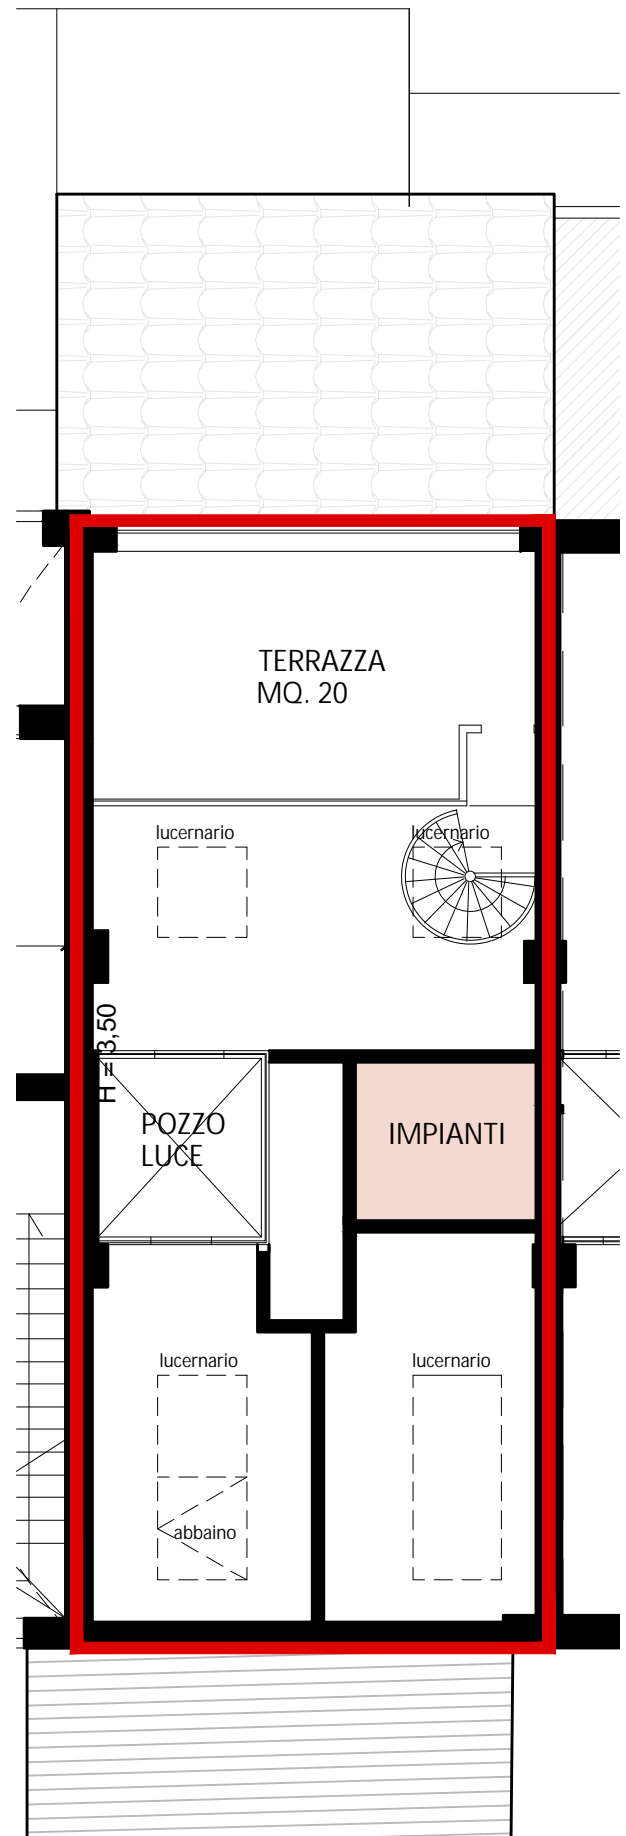 TERRAZZA
MQ. 20
lucernario
lucernario
H = 3,50
POZZO
LUCE
IMPIANTI
lucernario
lucernario
abbaino